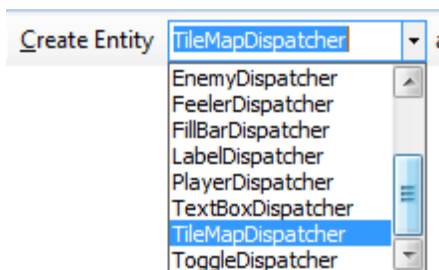 Create Entity TileMapDispatcher
EnemyDispatcher
FeelerDispatcher
FillBarDispatcher
LabelDispatcher
PlayerDispatcher
TextBoxDispatcher
TileMapDispatcher
ToggleDispatcher